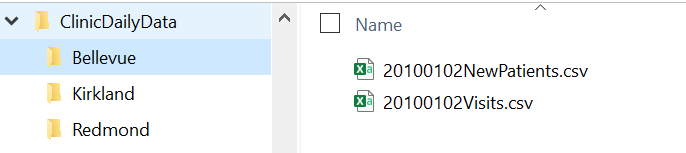 ClinicDailyData
Bellevue
Kirkland
Redmond
Name
20100102NewPatients.csv
20100102Visits.csv